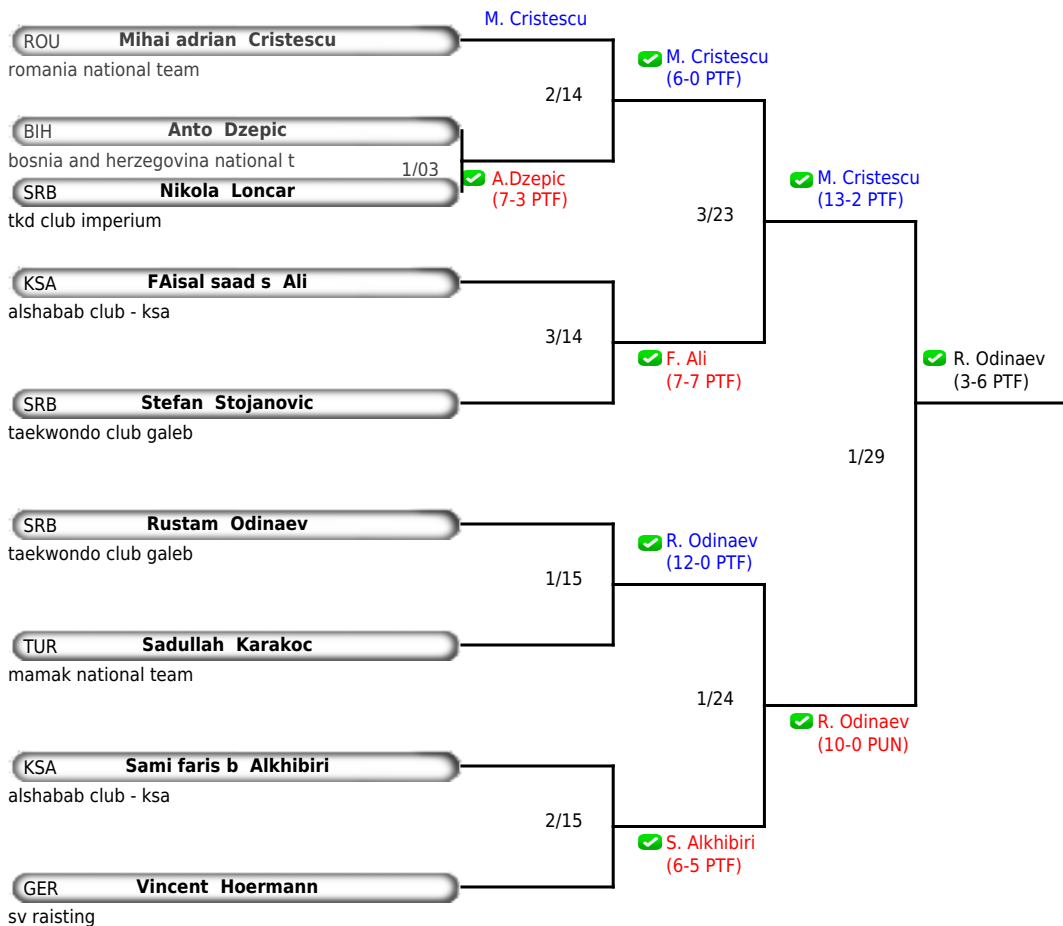 M. Cristescu
ROU Mihai adrian Cristescu
romania national team
M. Cristescu
(6-0 PTF)
2/14
BIH Anto Dzepic
bosnia and herzegovina national t
1/03
A.Dzepic
(7-3 PTF)
SRB Nikola Loncar
tkd club imperium
M. Cristescu
(13-2 PTF)
3/23
KSA FAisal saad s Ali
alshabab club - ksa
3/14
F. Ali
(7-7 PTF)
R. Odinaev
(3-6 PTF)
SRB Stefan Stojanovic
taekwondo club galeb
1/29
SRB Rustam Odinaev
taekwondo club galeb
R. Odinaev
(12-0 PTF)
1/15
TUR Sadullah Karakoc
mamak national team
1/24
R. Odinaev
(10-0 PUN)
KSA Sami faris b Alkhibiri
alshabab club - ksa
2/15
S. Alkhibiri
(6-5 PTF)
GER Vincent Hoermann
sv raisting